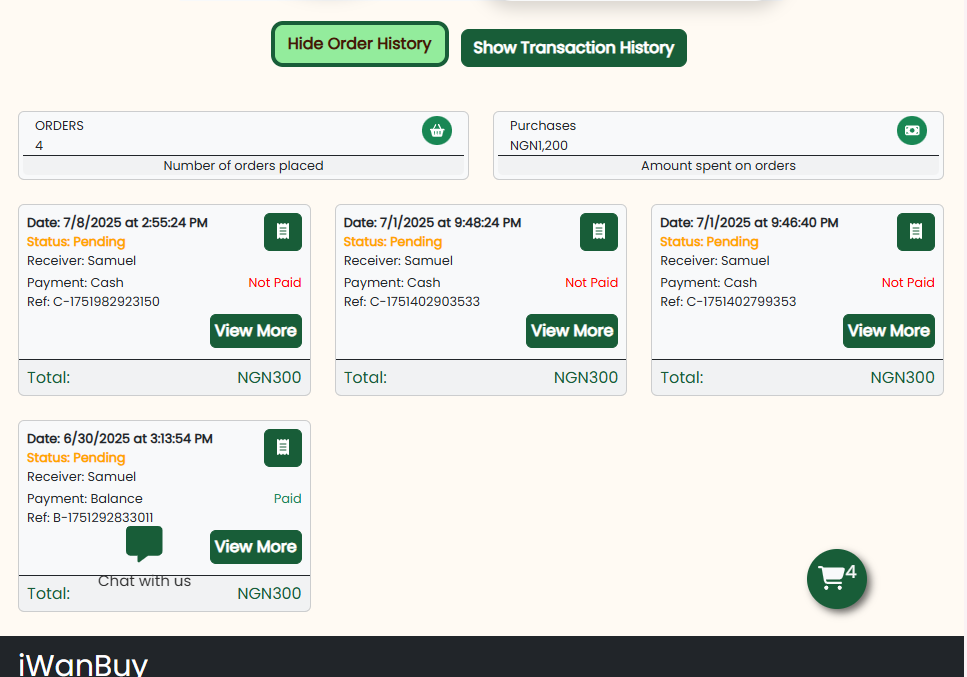 Hide Order History
Show Transaction History
ORDERS
4
Number of orders placed
Purchases
NGN1,200
Amount spent on orders
Date: 7/8/2025 at 2:55:24 PM
Status: Pending
Receiver: Samuel
Payment: Cash Not Paid
Ref: C-1751982923150
View More
Total: NGN300
Date: 7/1/2025 at 9:48:24 PM
Status: Pending
Receiver: Samuel
Payment: Cash Not Paid
Ref: C-1751402903533
View More
Total: NGN300
Date: 7/1/2025 at 9:46:40 PM
Status: Pending
Receiver: Samuel
Payment: Cash Not Paid
Ref: C-1751402799353
View More
Total: NGN300
Date: 6/30/2025 at 3:13:54 PM
Status: Pending
Receiver: Samuel
Payment: Balance Paid
Ref: B-1751292833011
View More
Chat with us
Total: NGN300
4
iWanBuy